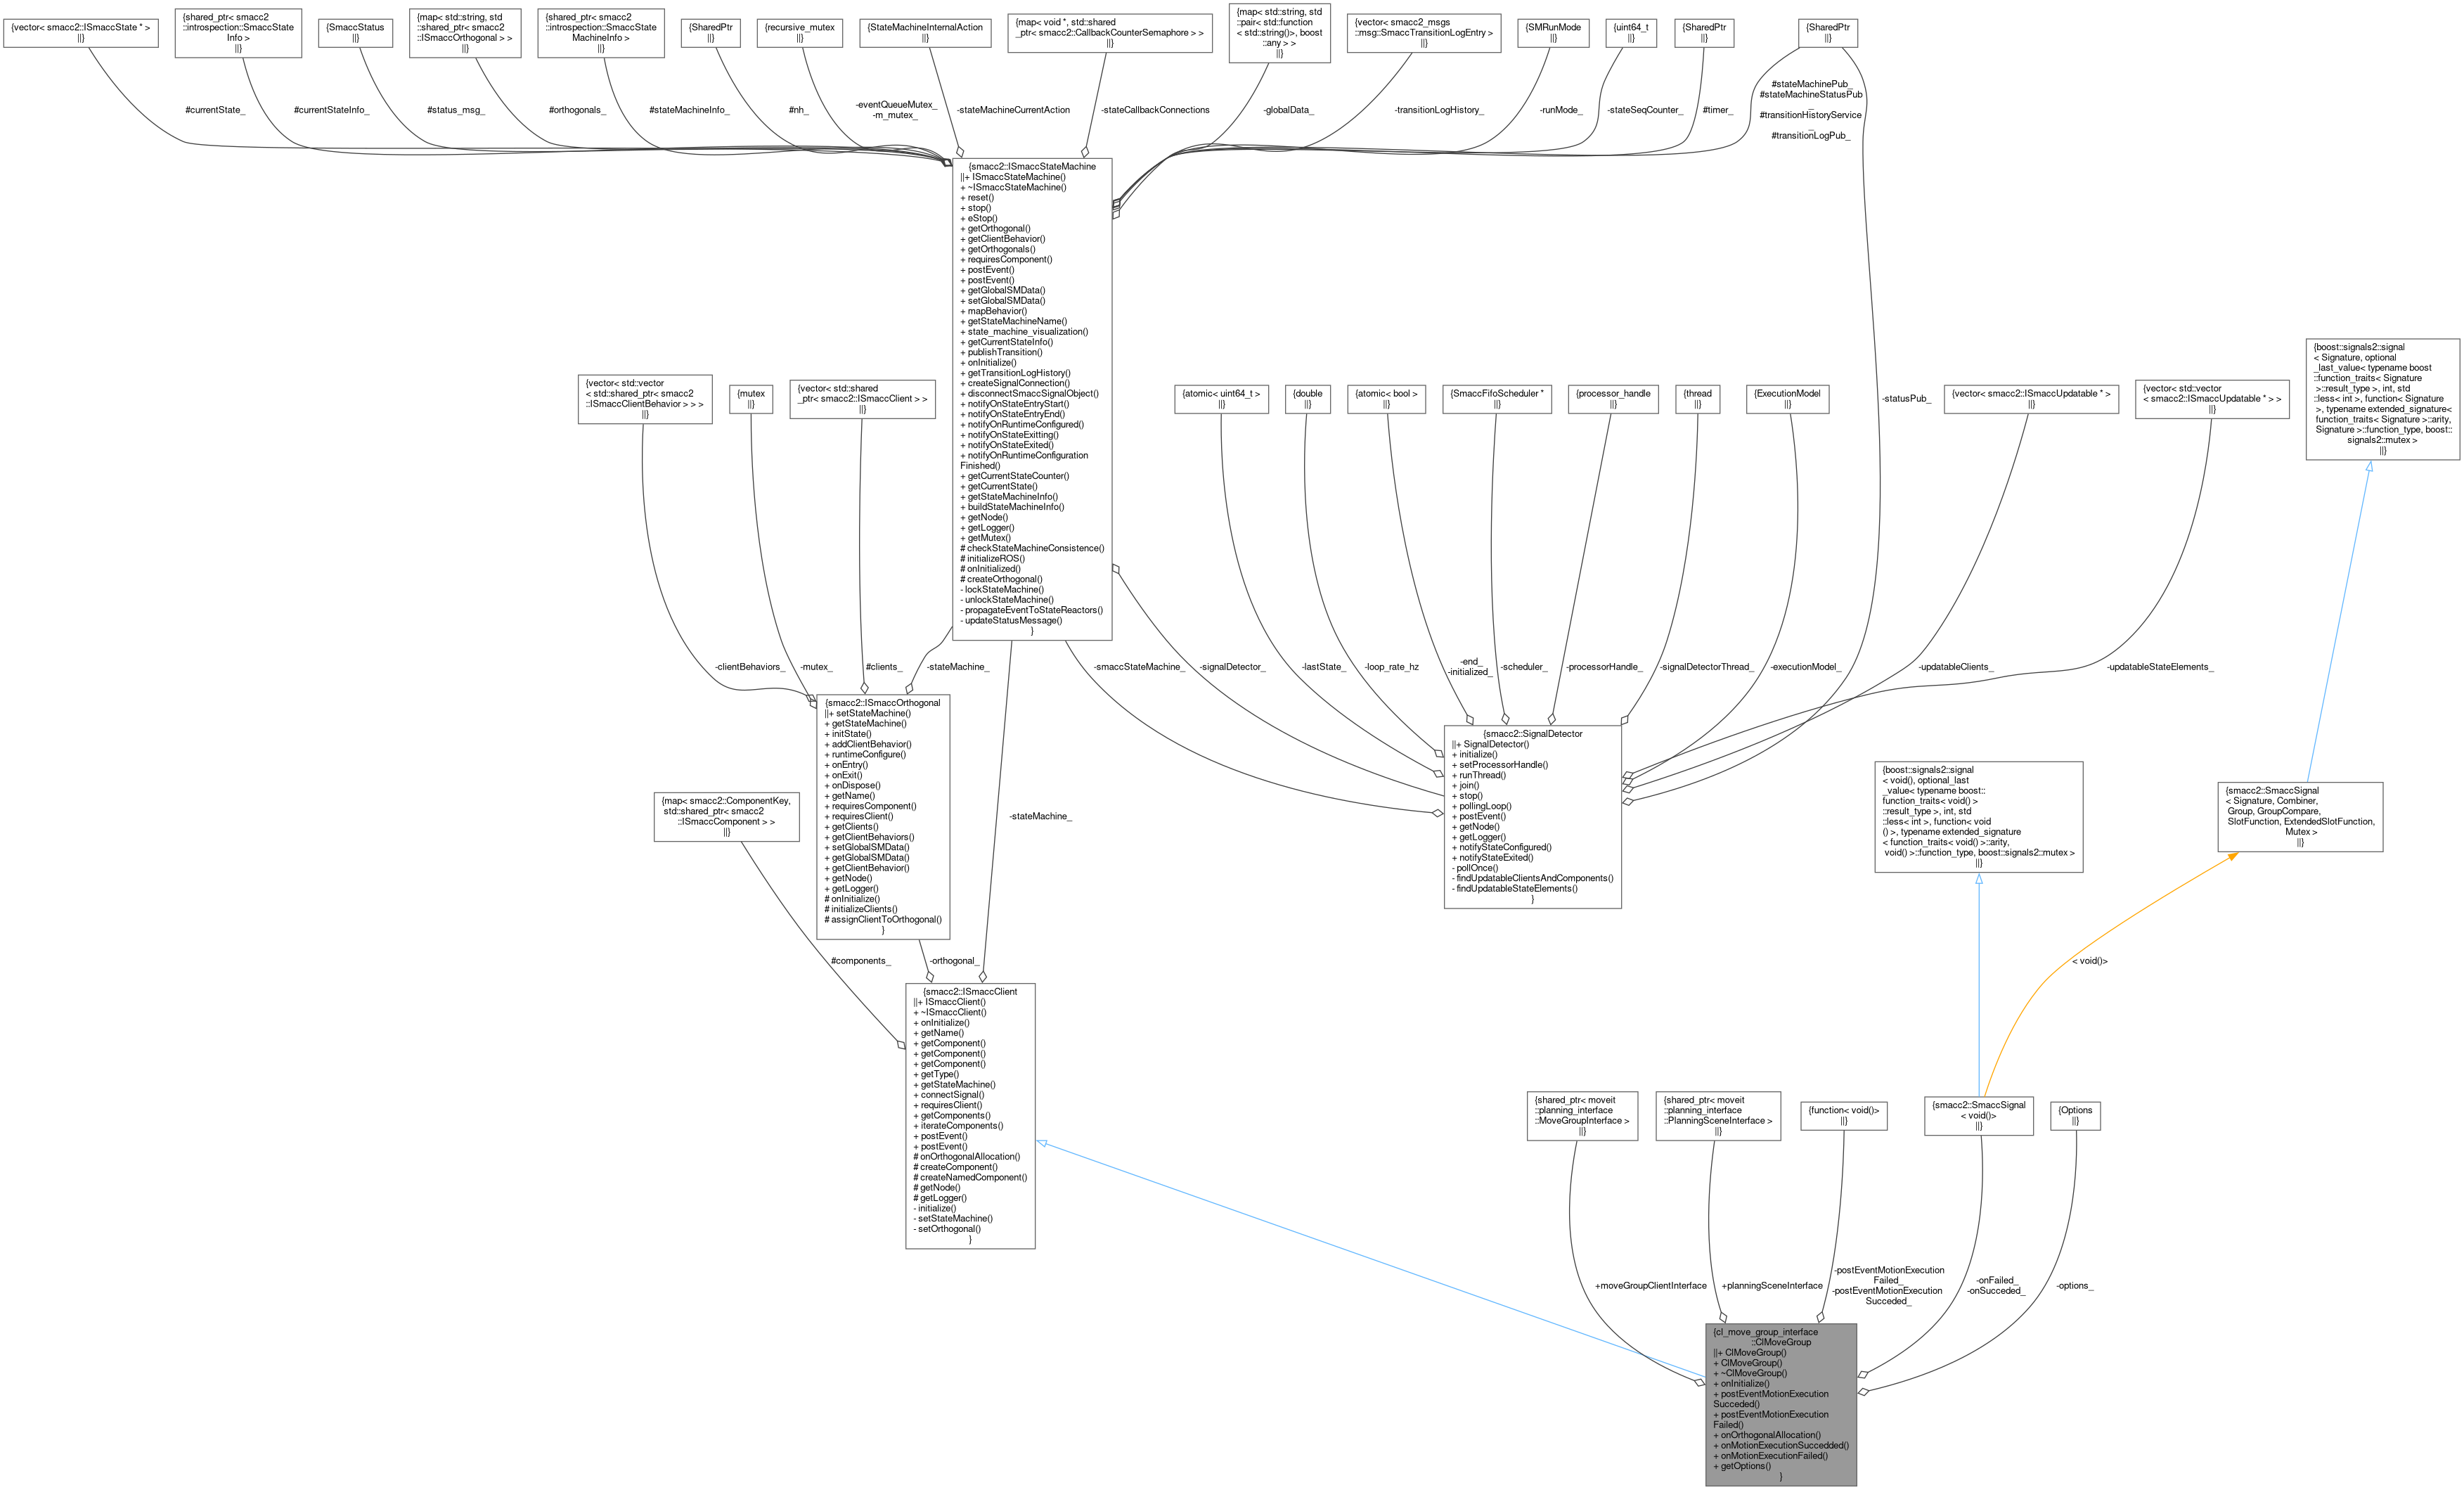 {vector< smacc2::ISmaccState * >
||}
{shared_ptr< smacc2
::introspection::SmaccState
Info >
||}
{SmaccStatus
||}
{map< std::string, std
::shared_ptr< smacc2
::ISmaccOrthogonal > >
||}
{shared_ptr< smacc2
::introspection::SmaccState
MachineInfo >
||}
{SharedPtr
||}
{recursive_mutex
||}
{StateMachineInternalAction
||}
{map< void *, std::shared
_ptr< smacc2::CallbackCounterSemaphore > >
||}
{map< std::string, std
::pair< std::function
< std::string()>, boost
::any > >
||}
{vector< smacc2_msgs
::msg::SmaccTransitionLogEntry >
||}
{SMRunMode
||}
{uint64_t
||}
{SharedPtr
||}
{SharedPtr
||}
#currentState_
#currentStateInfo_
#status_msg_
#orthogonals_
#stateMachineInfo_
#nh_
-eventQueueMutex_
-m_mutex_
-stateMachineCurrentAction
-stateCallbackConnections
-globalData_
-transitionLogHistory_
-runMode_
-stateSeqCounter_
#timer_
#stateMachinePub_
#stateMachineStatusPub
_
#transitionHistoryService
_
#transitionLogPub_
{smacc2::ISmaccStateMachine
||+ ISmaccStateMachine()
+ ~ISmaccStateMachine()
+ reset()
+ stop()
+ eStop()
+ getOrthogonal()
+ getClientBehavior()
+ getOrthogonals()
+ requiresComponent()
+ postEvent()
+ postEvent()
+ getGlobalSMData()
+ setGlobalSMData()
+ mapBehavior()
+ getStateMachineName()
+ state_machine_visualization()
+ getCurrentStateInfo()
+ publishTransition()
+ onInitialize()
+ getTransitionLogHistory()
+ createSignalConnection()
+ disconnectSmaccSignalObject()
+ notifyOnStateEntryStart()
+ notifyOnStateEntryEnd()
+ notifyOnRuntimeConfigured()
+ notifyOnStateExitting()
+ notifyOnStateExited()
+ notifyOnRuntimeConfiguration
Finished()
+ getCurrentStateCounter()
+ getCurrentState()
+ getStateMachineInfo()
+ buildStateMachineInfo()
+ getNode()
+ getLogger()
+ getMutex()
# checkStateMachineConsistence()
# initializeROS()
# onInitialized()
# createOrthogonal()
- lockStateMachine()
- unlockStateMachine()
- propagateEventToStateReactors()
- updateStatusMessage()
}
{boost::signals2::signal
< Signature, optional
_last_value< typename boost
::function_traits< Signature
>::result_type >, int, std
::less< int >, function< Signature
>, typename extended_signature<
function_traits< Signature >::arity,
Signature >::function_type, boost::
signals2::mutex >
||}
{vector< std::vector
< std::shared_ptr< smacc2
::ISmaccClientBehavior > > >
||}
{mutex
||}
{vector< std::shared
_ptr< smacc2::ISmaccClient > >
||}
{atomic< uint64_t >
||}
{double
||}
{atomic< bool >
||}
{SmaccFifoScheduler *
||}
{processor_handle
||}
{thread
||}
{ExecutionModel
||}
-statusPub_
{vector< smacc2::ISmaccUpdatable * >
||}
{vector< std::vector
< smacc2::ISmaccUpdatable * > >
||}
-clientBehaviors_
-mutex_
#clients_
-stateMachine_
-smaccStateMachine_
-signalDetector_
-lastState_
-loop_rate_hz
-end_
-initialized_
-scheduler_
-processorHandle_
-signalDetectorThread_
-executionModel_
-updatableClients_
-updatableStateElements_
{smacc2::ISmaccOrthogonal
||+ setStateMachine()
+ getStateMachine()
+ initState()
+ addClientBehavior()
+ runtimeConfigure()
+ onEntry()
+ onExit()
+ onDispose()
+ getName()
+ requiresComponent()
+ requiresClient()
+ getClients()
+ getClientBehaviors()
+ setGlobalSMData()
+ getGlobalSMData()
+ getClientBehavior()
+ getNode()
+ getLogger()
# onInitialize()
# initializeClients()
# assignClientToOrthogonal()
}
{smacc2::SignalDetector
||+ SignalDetector()
+ initialize()
+ setProcessorHandle()
+ runThread()
+ join()
+ stop()
+ pollingLoop()
+ postEvent()
+ getNode()
+ getLogger()
+ notifyStateConfigured()
+ notifyStateExited()
- pollOnce()
- findUpdatableClientsAndComponents()
- findUpdatableStateElements()
}
{map< smacc2::ComponentKey,
std::shared_ptr< smacc2
::ISmaccComponent > >
||}
-stateMachine_
{boost::signals2::signal
< void(), optional_last
_value< typename boost::
function_traits< void() >
::result_type >, int, std
::less< int >, function< void
() >, typename extended_signature
< function_traits< void() >::arity,
void() >::function_type, boost::signals2::mutex >
||}
{smacc2::SmaccSignal
< Signature, Combiner,
Group, GroupCompare,
SlotFunction, ExtendedSlotFunction,
Mutex >
||}
#components_
-orthogonal_
< void()>
{smacc2::ISmaccClient
||+ ISmaccClient()
+ ~ISmaccClient()
+ onInitialize()
+ getName()
+ getComponent()
+ getComponent()
+ getComponent()
+ getType()
+ getStateMachine()
+ connectSignal()
+ requiresClient()
+ getComponents()
+ iterateComponents()
+ postEvent()
+ postEvent()
# onOrthogonalAllocation()
# createComponent()
# createNamedComponent()
# getNode()
# getLogger()
- initialize()
- setStateMachine()
- setOrthogonal()
}
{shared_ptr< moveit
::planning_interface
::MoveGroupInterface >
||}
{shared_ptr< moveit
::planning_interface
::PlanningSceneInterface >
||}
{function< void()>
||}
{smacc2::SmaccSignal
< void()>
||}
{Options
||}
+moveGroupClientInterface
+planningSceneInterface
-postEventMotionExecution
Failed_
-postEventMotionExecution
Succeded_
-onFailed_
-onSucceded_
-options_
{cl_move_group_interface
::ClMoveGroup
||+ ClMoveGroup()
+ ClMoveGroup()
+ ~ClMoveGroup()
+ onInitialize()
+ postEventMotionExecution
Succeded()
+ postEventMotionExecution
Failed()
+ onOrthogonalAllocation()
+ onMotionExecutionSuccedded()
+ onMotionExecutionFailed()
+ getOptions()
}